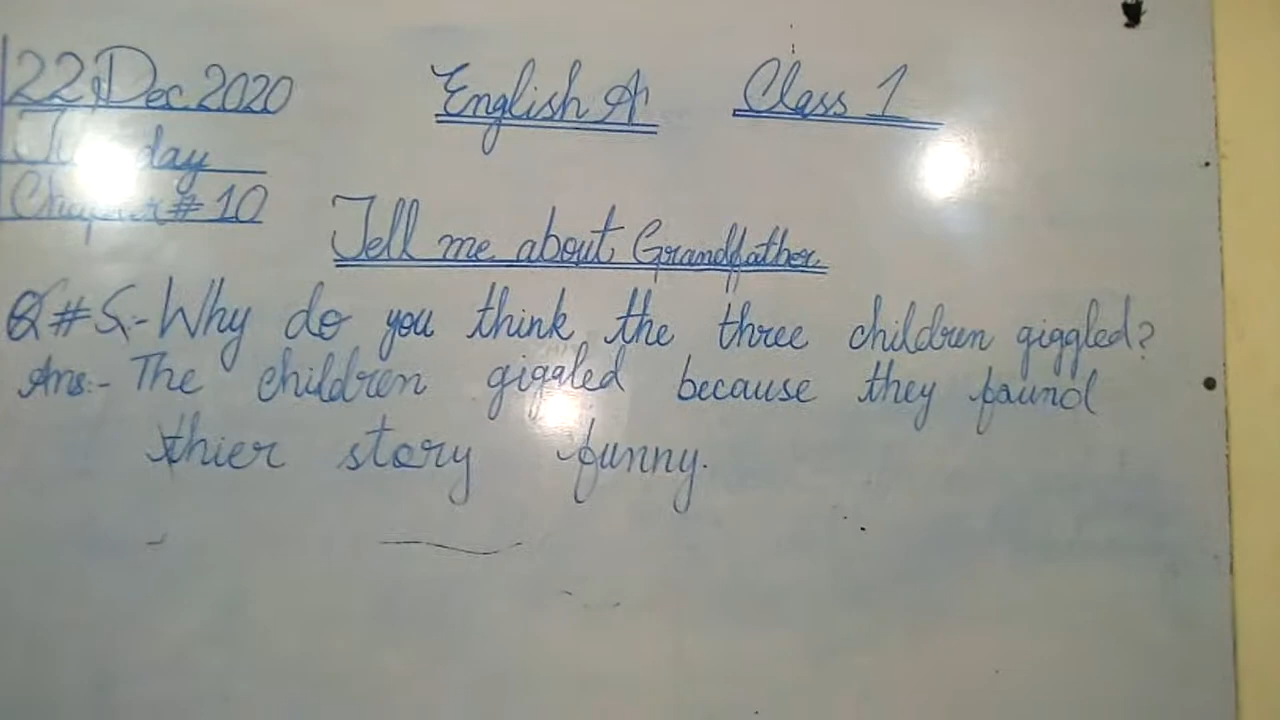 22 Dec 2020 English A Class 1
Tuesday
Chapter # 10
Tell me about Grandfather
Q # 5:- Why do you think the three children giggled?
Ans:- The children giggled because they found
thier story funny.